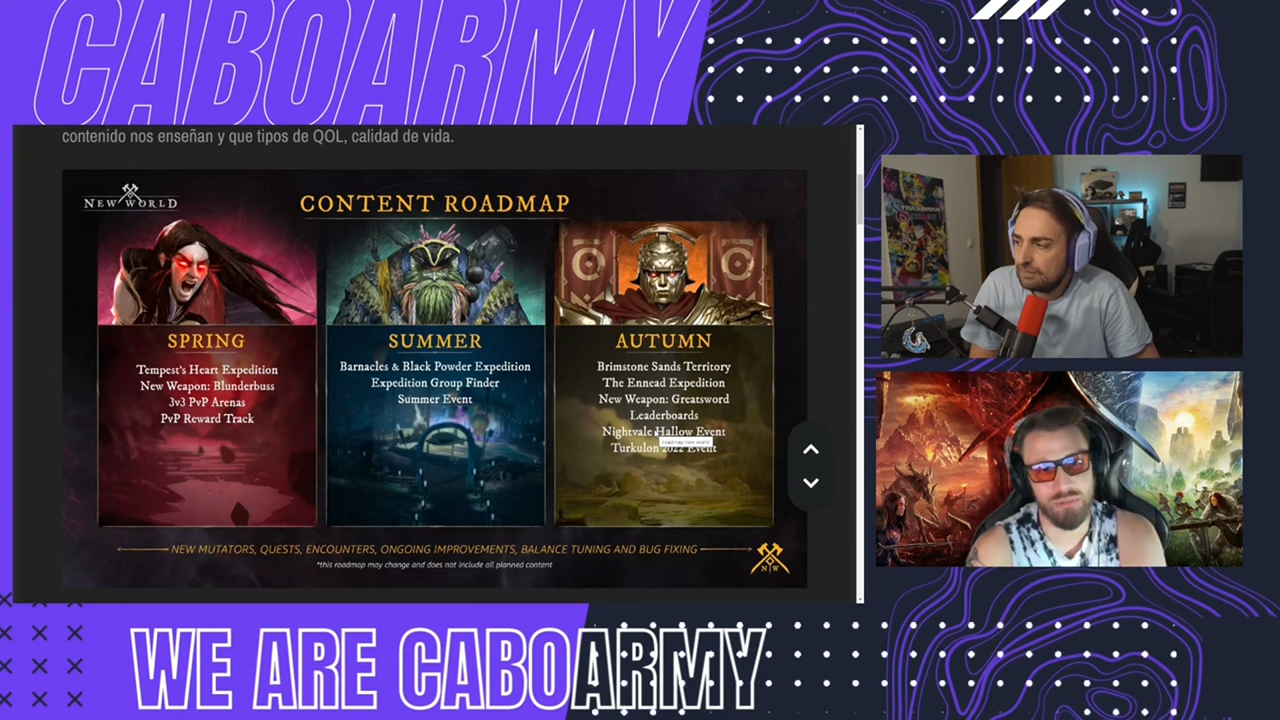 CABOARMY
contenido nos enseñan y que tipos de QOL, calidad de vida.
NEW WORLD
CONTENT ROADMAP
SPRING
Tempest's Heart Expedition
New Weapon: Blunderbuss
3v3 PvP Arenas
PvP Reward Track
SUMMER
Barnacles & Black Powder Expedition
Expedition Group Finder
Summer Event
AUTUMN
Brimstone Sands Territory
The Ennead Expedition
New Weapon: Greatsword
Leaderboards
Nightvale Hallow Event
roadmap new world
Turkulon 2022 Event
NEW MUTATORS, QUESTS, ENCOUNTERS, ONGOING IMPROVEMENTS, BALANCE TUNING AND BUG FIXING
*this roadmap may change and does not include all planned content
N W
WE ARE CABOARMY